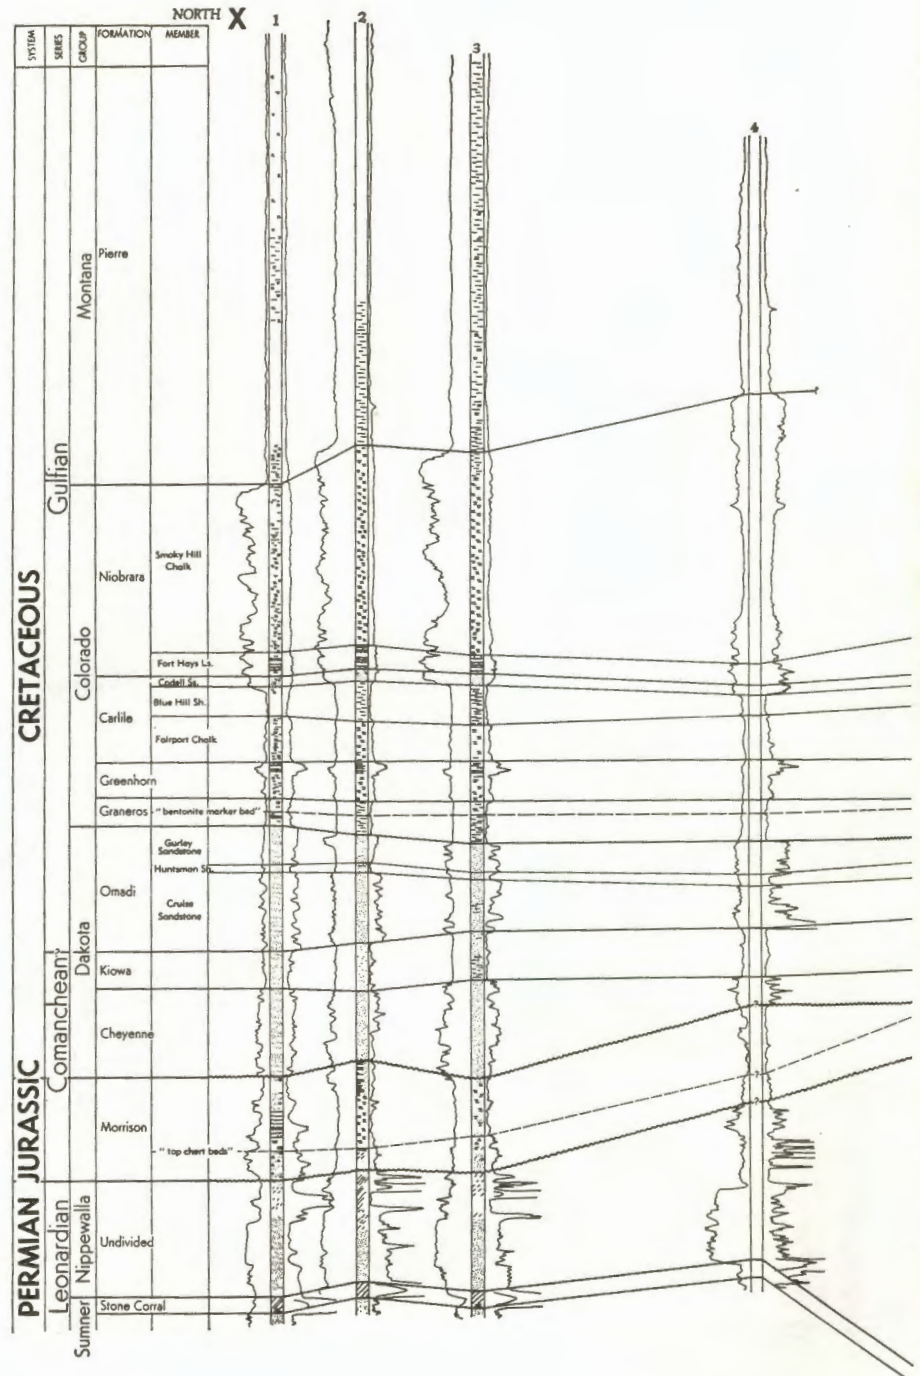 NORTH X
1
2
3
4
SYSTEM
SERIES
GROUP
FORMATION
MEMBER
CRETACEOUS
JURASSIC
PERMIAN
Gulfian
Comanchean?
Leonardian
Montana
Colorado
Dakota
Nippewalla
Sumner
Pierre
Niobrara
Smoky Hill
Chalk
Fort Hays Ls.
Codell Ss.
Carlile
Blue Hill Sh.
Fairport Chalk
Greenhorn
Graneros
"bentonite marker bed"
Omadi
Gurley
Sandstone
Huntsman Sh.
Cruise
Sandstone
Kiowa
Cheyenne
Morrison
"top chert beds"
Undivided
Stone Corral
?
?
?